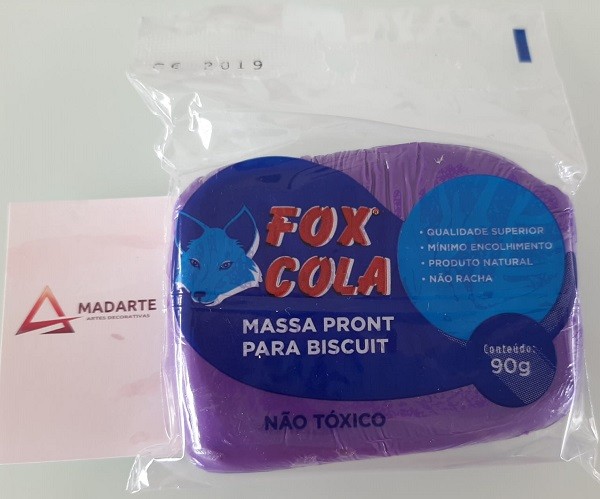 2019
FOX®
COLA
MASSA PRONT
PARA BISCUIT
• QUALIDADE SUPERIOR
• MÍNIMO ENCOLHIMENTO
• PRODUTO NATURAL
• NÃO RACHA
Conteúdo:
90g
NÃO TÓXICO
MADARTE
ARTES DECORATIVAS